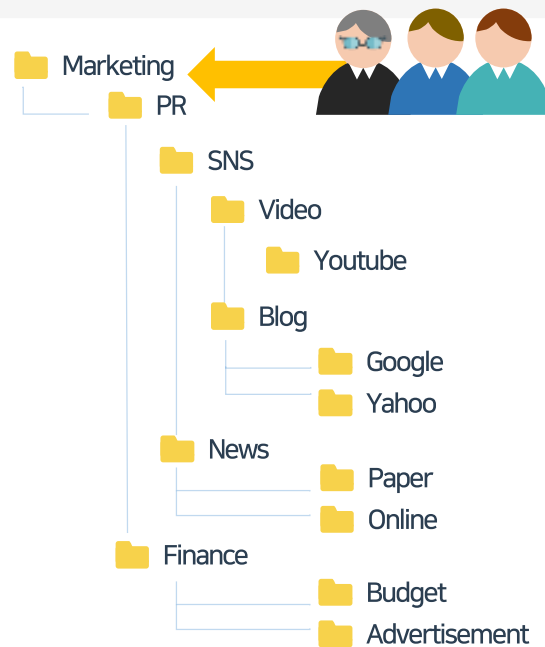 Marketing
PR
SNS
Video
Youtube
Blog
Google
Yahoo
News
Paper
Online
Finance
Budget
Advertisement